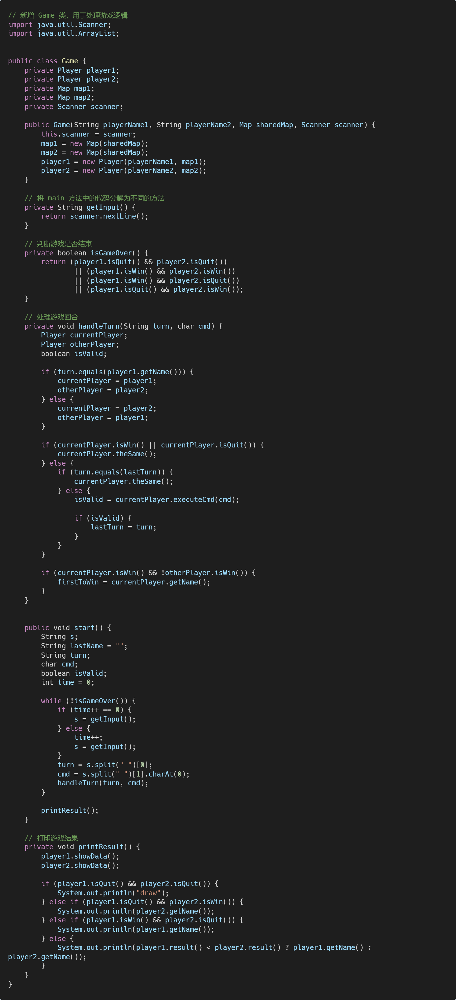 // 新增 Game 类，用于处理游戏逻辑
import java.util.Scanner;
import java.util.ArrayList;


public class Game {
    private Player player1;
    private Player player2;
    private Map map1;
    private Map map2;
    private Scanner scanner;

    public Game(String playerName1, String playerName2, Map sharedMap, Scanner scanner) {
        this.scanner = scanner;
        map1 = new Map(sharedMap);
        map2 = new Map(sharedMap);
        player1 = new Player(playerName1, map1);
        player2 = new Player(playerName2, map2);
    }

    // 将 main 方法中的代码分解为不同的方法
    private String getInput() {
        return scanner.nextLine();
    }

    // 判断游戏是否结束
    private boolean isGameOver() {
        return (player1.isQuit() && player2.isQuit())
                || (player1.isWin() && player2.isWin())
                || (player1.isWin() && player2.isQuit())
                || (player1.isQuit() && player2.isWin());
    }

    // 处理游戏回合
    private void handleTurn(String turn, char cmd) {
        Player currentPlayer;
        Player otherPlayer;
        boolean isValid;

        if (turn.equals(player1.getName())) {
            currentPlayer = player1;
            otherPlayer = player2;
        } else {
            currentPlayer = player2;
            otherPlayer = player1;
        }

        if (currentPlayer.isWin() || currentPlayer.isQuit()) {
            currentPlayer.theSame();
        } else {
            if (turn.equals(lastTurn)) {
                currentPlayer.theSame();
            } else {
                isValid = currentPlayer.executeCmd(cmd);

                if (isValid) {
                    lastTurn = turn;
                }
            }
        }

        if (currentPlayer.isWin() && !otherPlayer.isWin()) {
            firstToWin = currentPlayer.getName();
        }
    }


    public void start() {
        String s;
        String lastName = "";
        String turn;
        char cmd;
        boolean isValid;
        int time = 0;

        while (!isGameOver()) {
            if (time++ == 0) {
                s = getInput();
            } else {
                time++;
                s = getInput();
            }
            turn = s.split(" ")[0];
            cmd = s.split(" ")[1].charAt(0);
            handleTurn(turn, cmd);
        }

        printResult();
    }

    // 打印游戏结果
    private void printResult() {
        player1.showData();
        player2.showData();

        if (player1.isQuit() && player2.isQuit()) {
            System.out.println("draw");
        } else if (player1.isQuit() && player2.isWin()) {
            System.out.println(player2.getName());
        } else if (player1.isWin() && player2.isQuit()) {
            System.out.println(player1.getName());
        } else {
            System.out.println(player1.result() < player2.result() ? player1.getName() :
player2.getName());
        }
    }
}